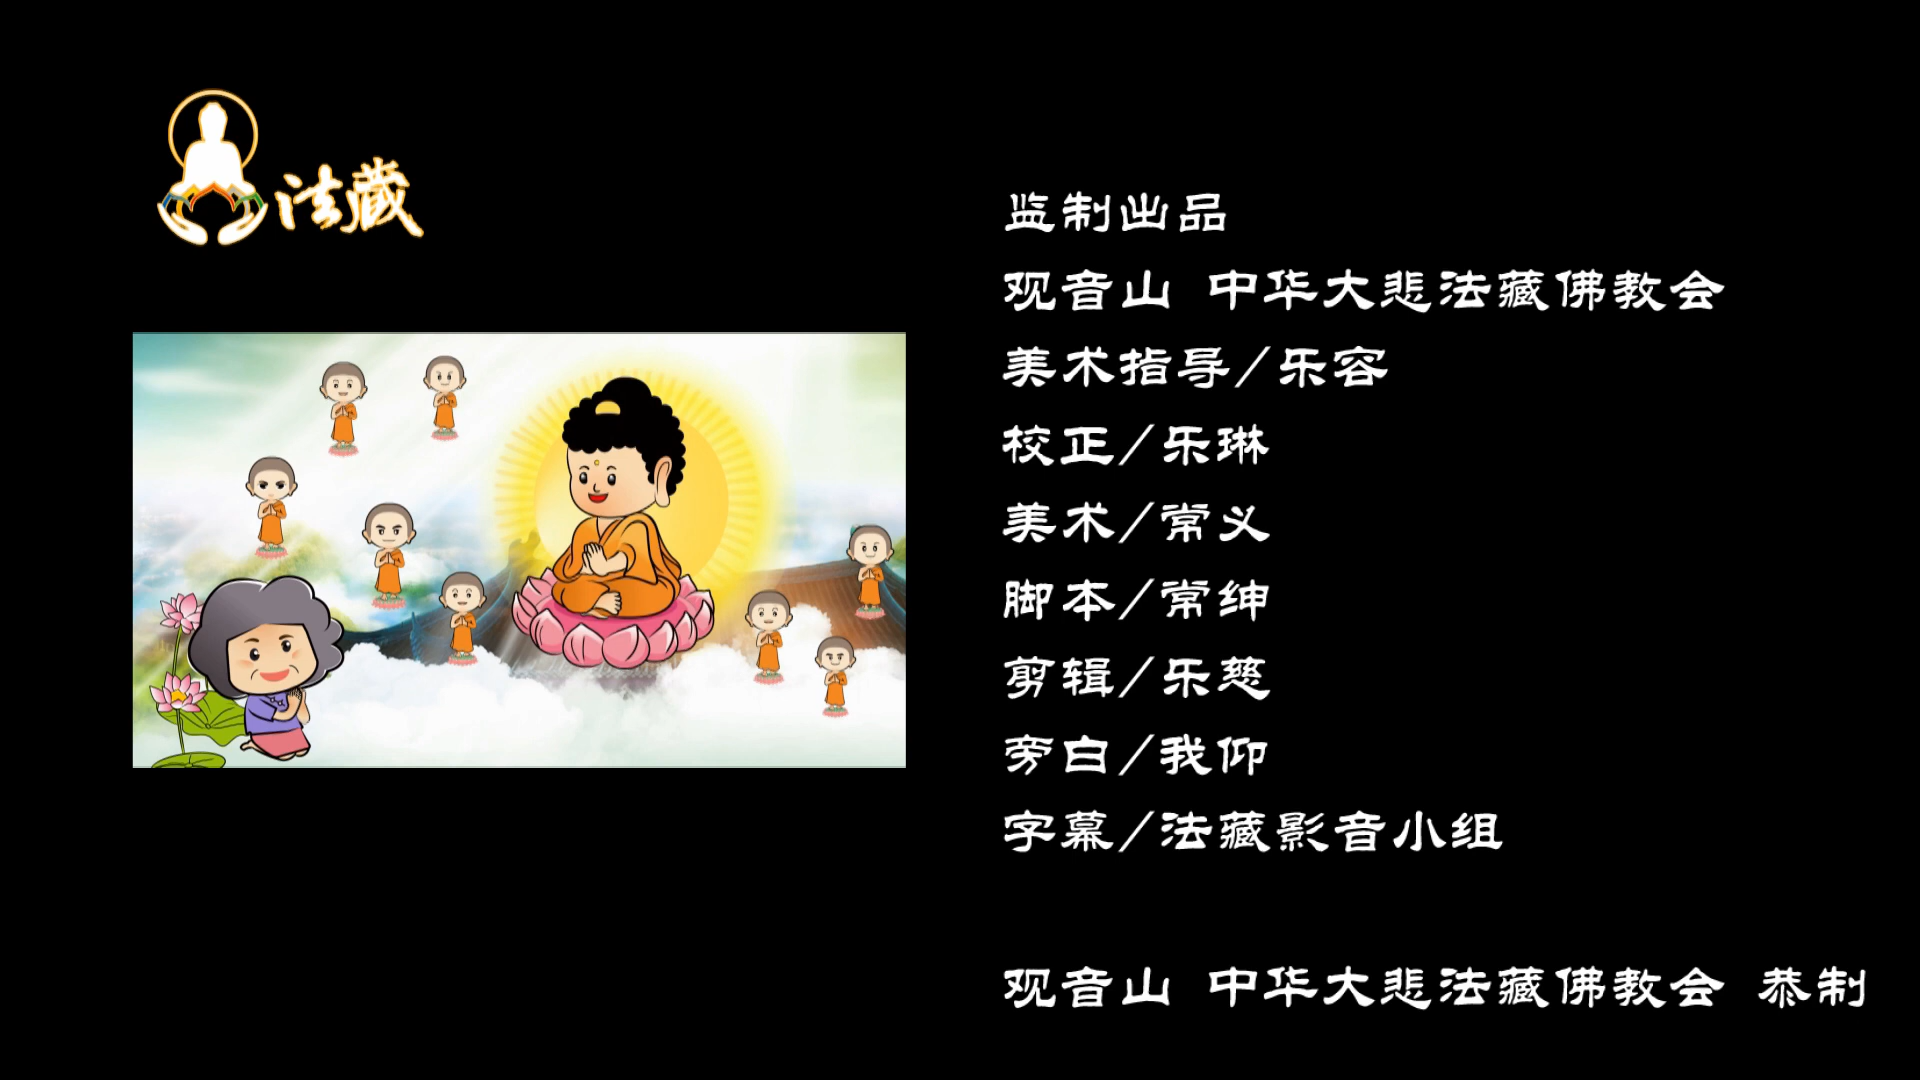 法藏
监制出品
观音山 中华大悲法藏佛教会
美术指导/乐容
校正/乐琳
美术/常义
脚本/常绅
剪辑/乐慈
旁白/我仰
字幕/法藏影音小组
观音山 中华大悲法藏佛教会 恭制